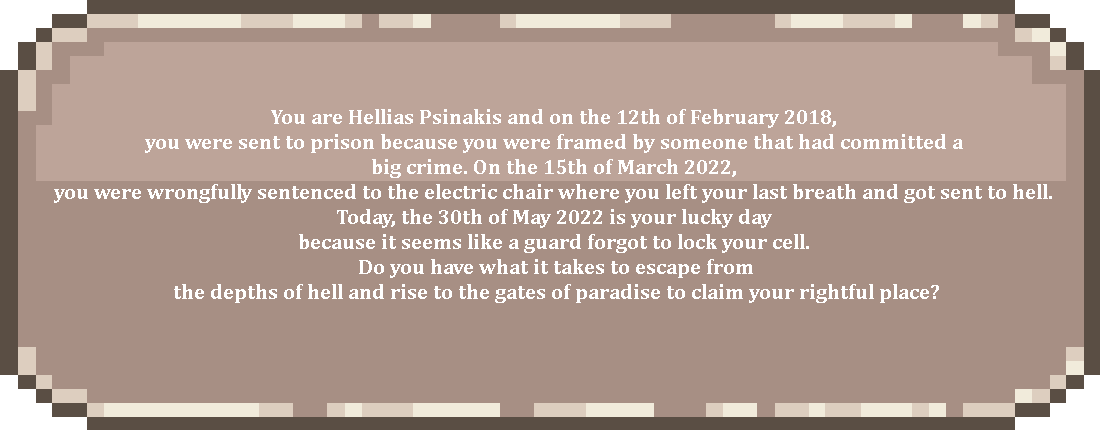 You are Hellias Psinakis and on the 12th of February 2018,
you were sent to prison because you were framed by someone that had committed a
big crime. On the 15th of March 2022,
you were wrongfully sentenced to the electric chair where you left your last breath and got sent to hell.
Today, the 30th of May 2022 is your lucky day
because it seems like a guard forgot to lock your cell.
Do you have what it takes to escape from
the depths of hell and rise to the gates of paradise to claim your rightful place?